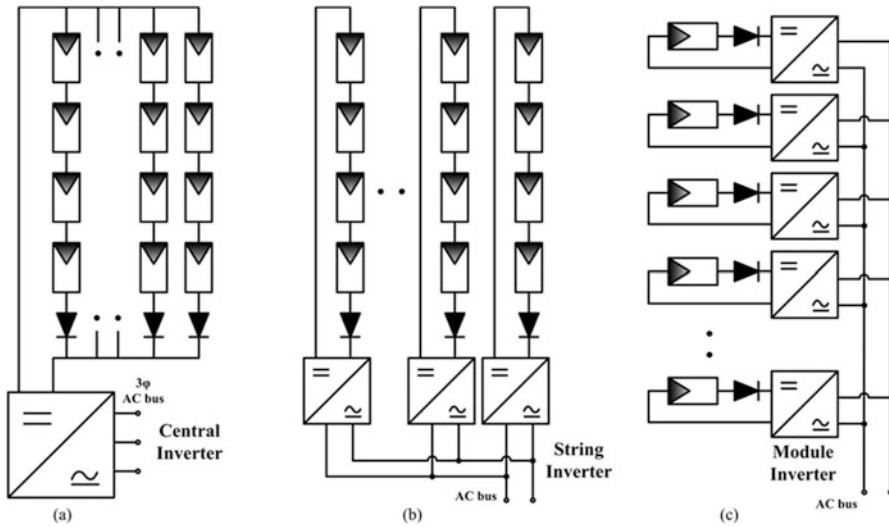 3φ
AC bus
Central
Inverter
(a)
String
Inverter
AC bus
(b)
Module
Inverter
AC bus
(c)